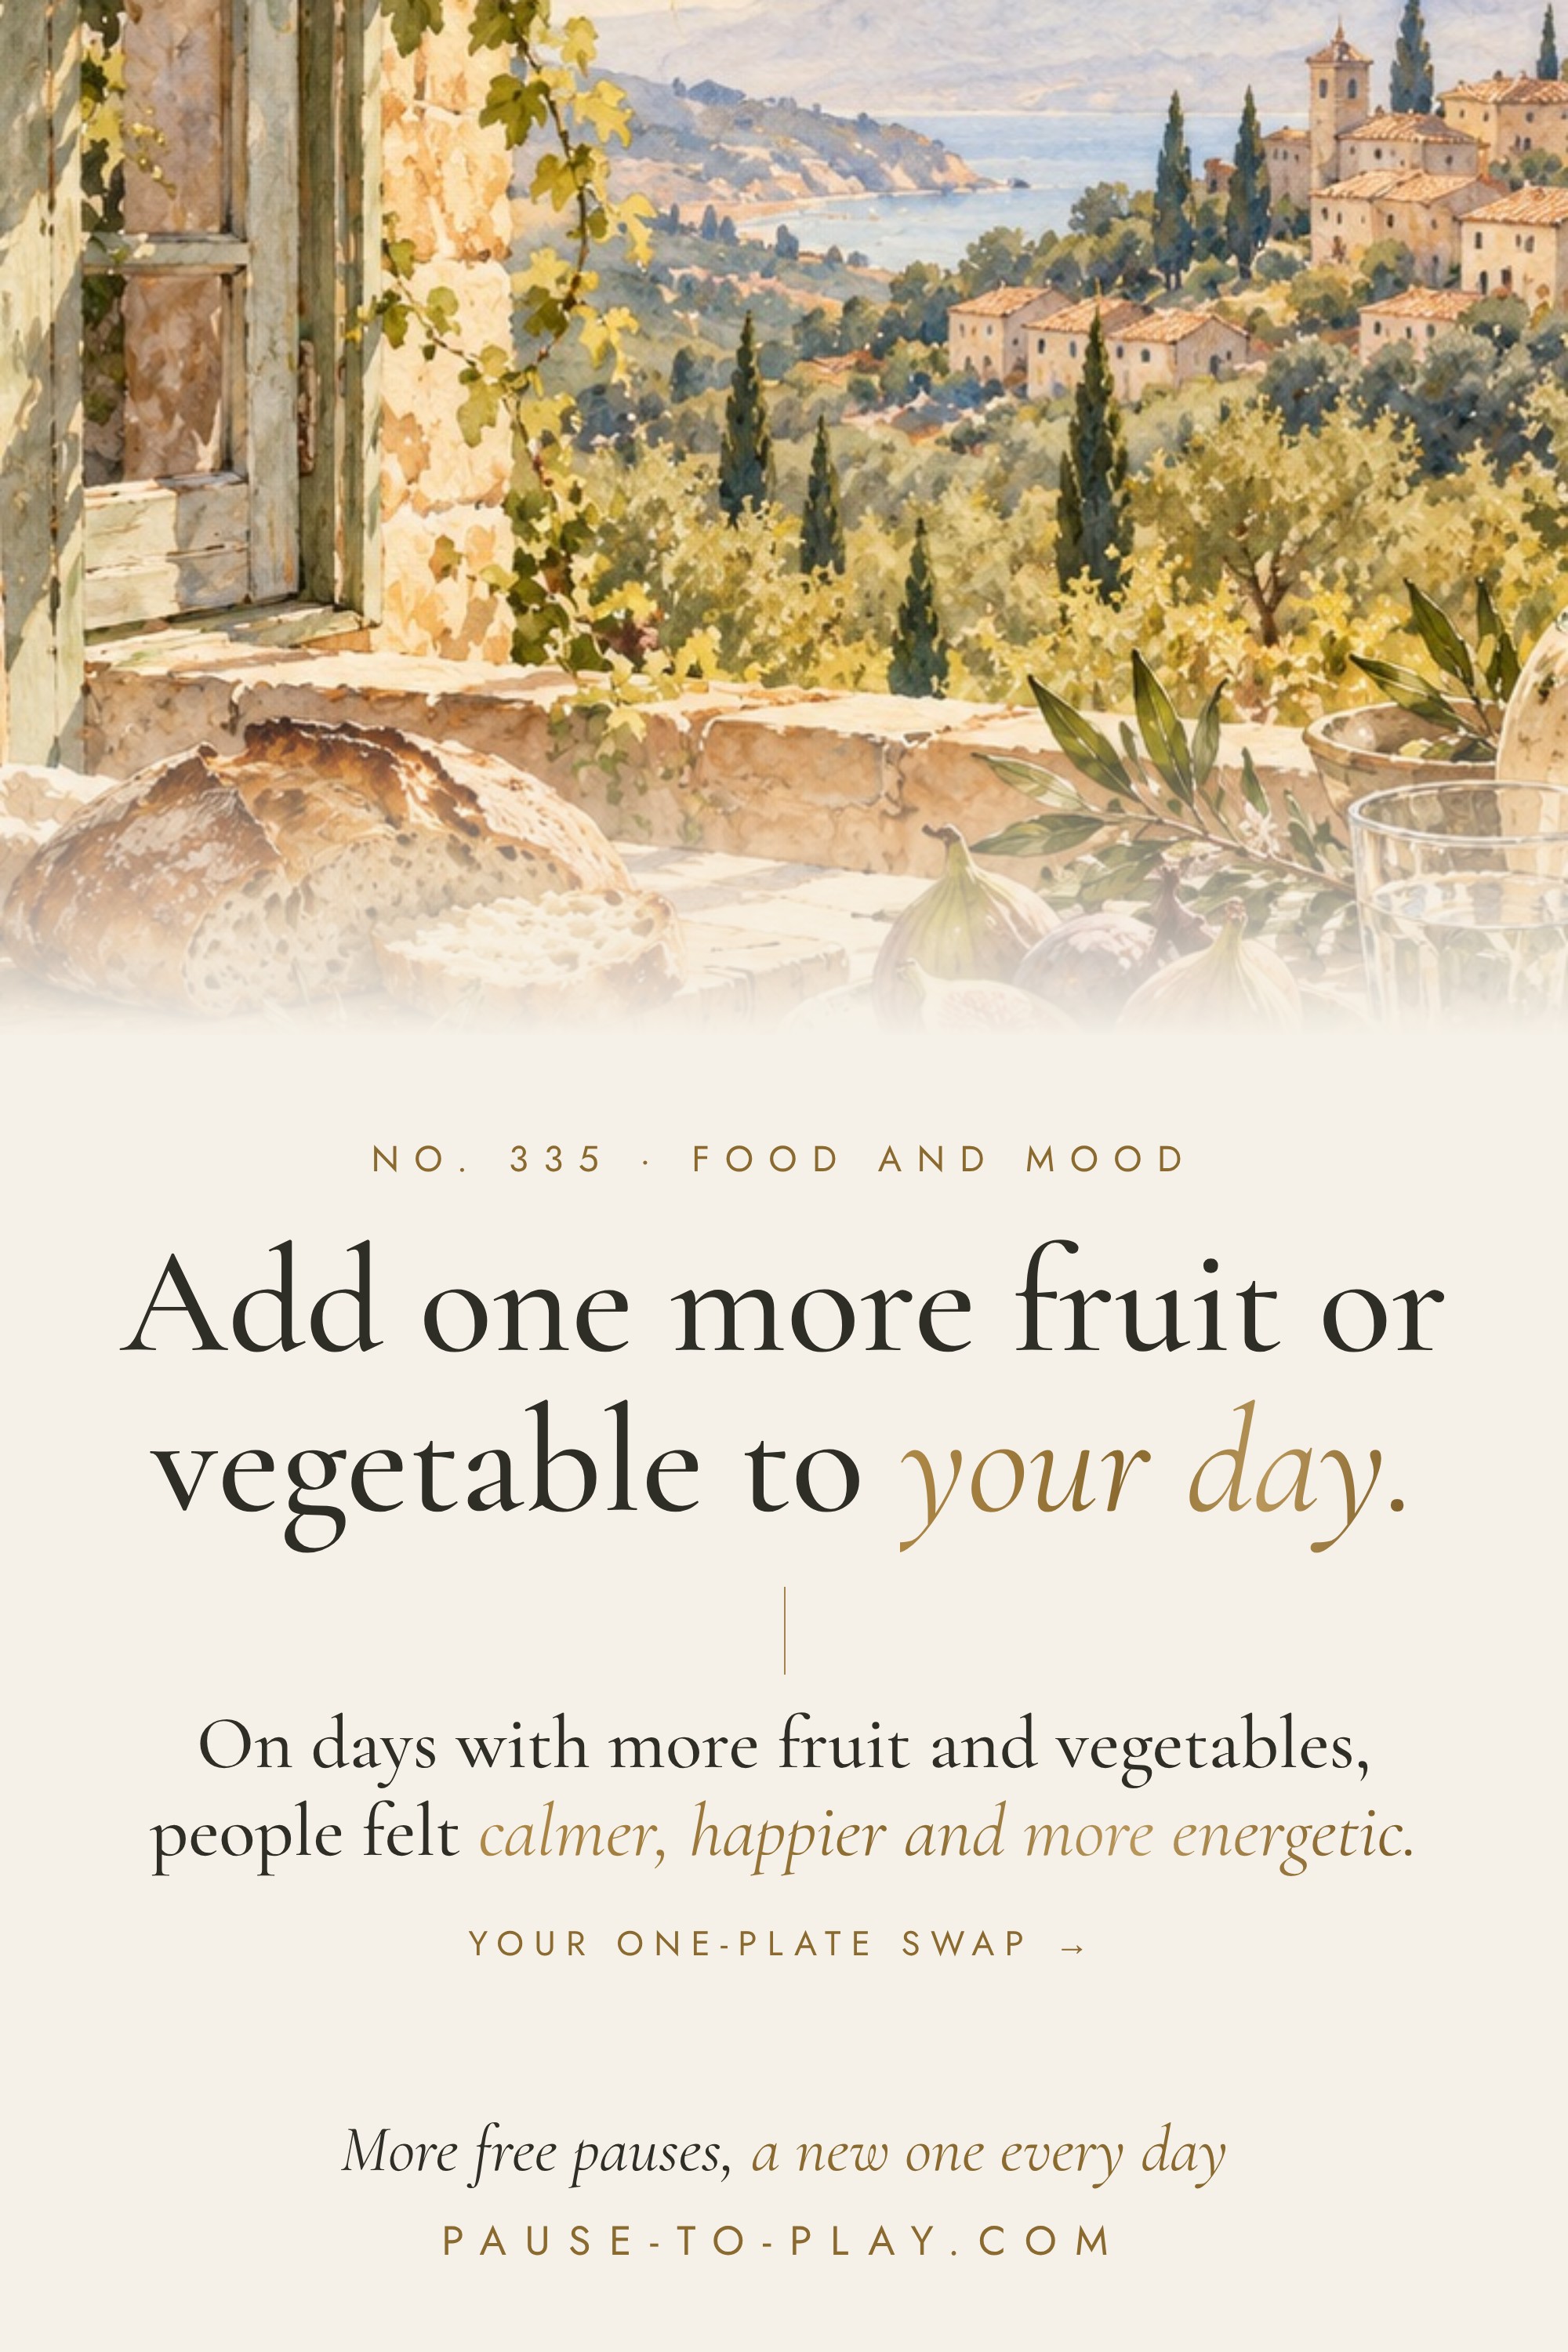 NO. 335 · FOOD AND MOOD
Add one more fruit or
vegetable to your day.
On days with more fruit and vegetables,
people felt calmer, happier and more energetic.
YOUR ONE-PLATE SWAP →
More free pauses, a new one every day
PAUSE-TO-PLAY.COM